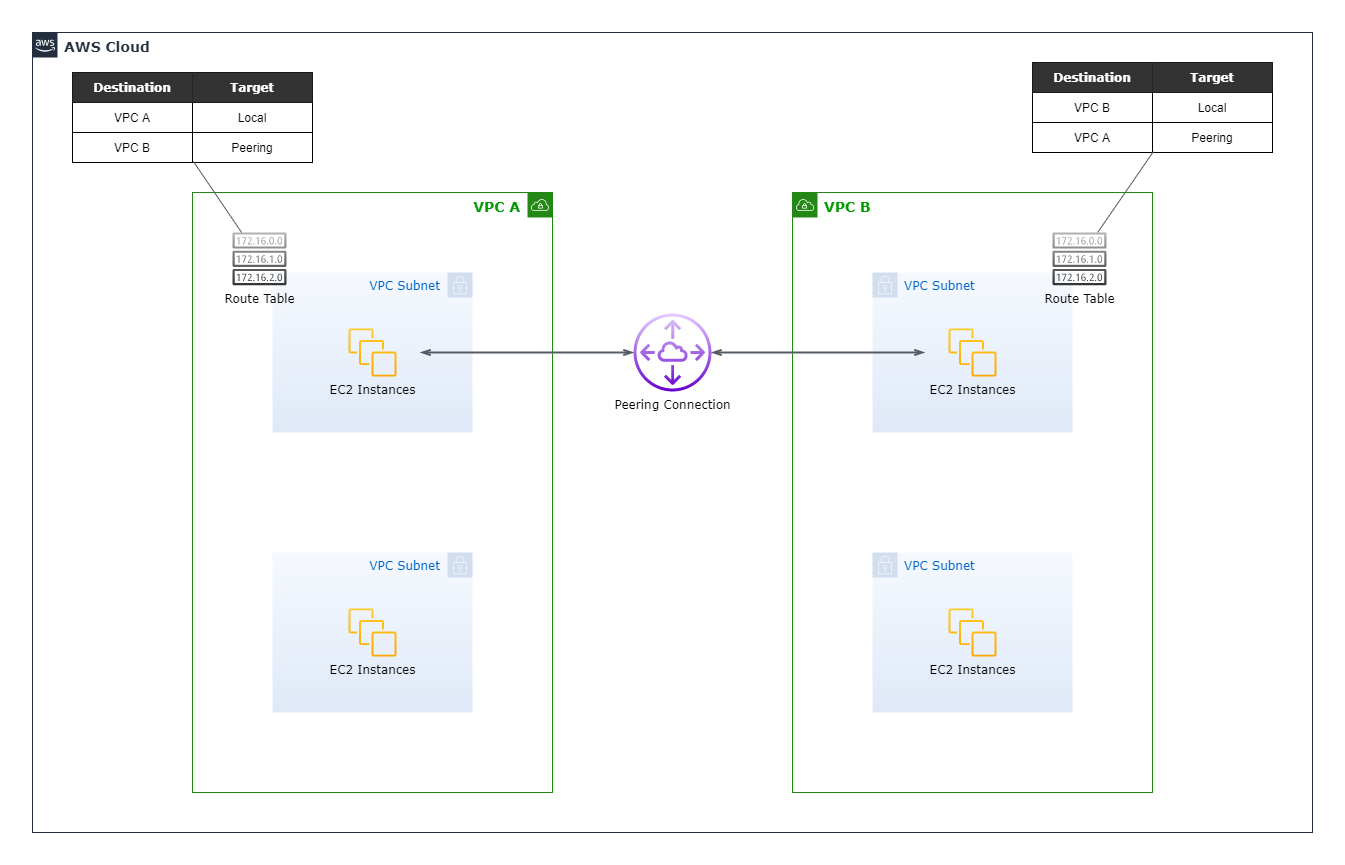 aws
AWS Cloud
Destination Target
VPC A Local
VPC B Peering
Destination Target
VPC B Local
VPC A Peering
VPC A
VPC B
172.16.0.0
172.16.1.0
172.16.2.0
Route Table
VPC Subnet
EC2 Instances
Peering Connection
172.16.0.0
172.16.1.0
172.16.2.0
Route Table
VPC Subnet
EC2 Instances
VPC Subnet
EC2 Instances
VPC Subnet
EC2 Instances